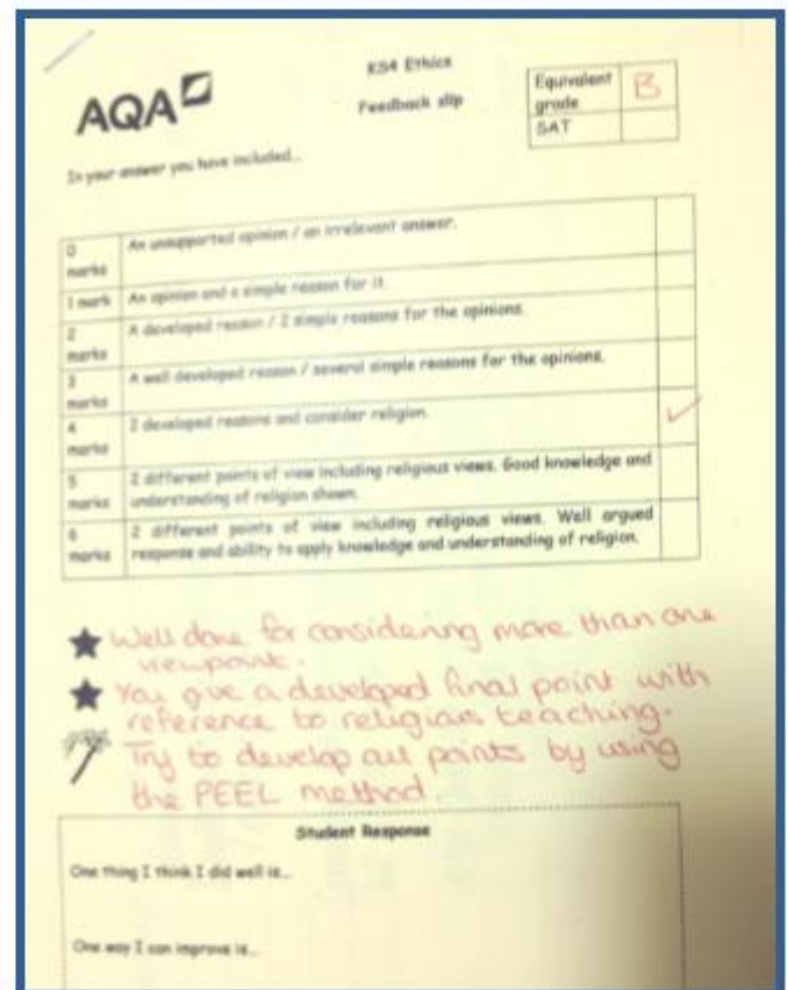 AQA
KS4 Ethics
Feedback slip
Equivalent
grade
B
SAT
In your answer you have included...
0
marks
An unsupported opinion / an irrelevant answer.
1 mark
An opinion and a simple reason for it.
2
marks
A developed reason / 2 simple reasons for the opinions.
3
marks
A well developed reason / several simple reasons for the opinions.
4
marks
2 developed reasons and consider religion.
5
marks
2 different points of view including religious views. Good knowledge and
understanding of religion shown.
6
marks
2 different points of view including religious views. Well argued
response and ability to apply knowledge and understanding of religion.
Well done for considering more than one
viewpoint.
You give a developed final point with
reference to religious teaching.
Try to develop all points by using
the PEEL method.
Student Response
One thing I think I did well is...
One way I can improve is...